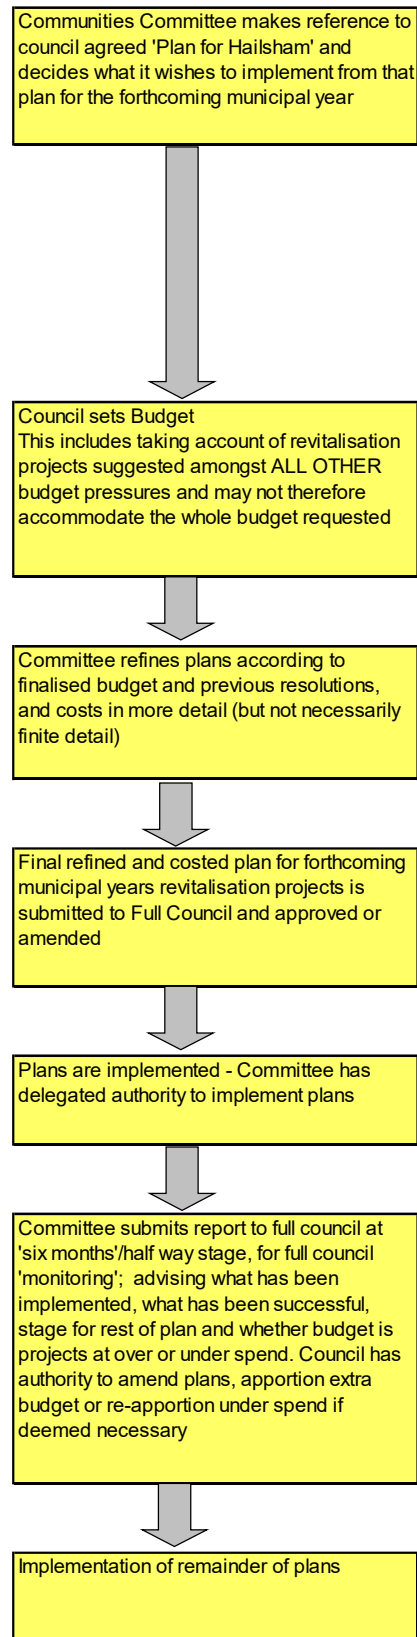 Communities Committee makes reference to
council agreed 'Plan for Hailsham' and
decides what it wishes to implement from that
plan for the forthcoming municipal year
Council sets Budget
This includes taking account of revitalisation
projects suggested amongst ALL OTHER
budget pressures and may not therefore
accommodate the whole budget requested
Committee refines plans according to
finalised budget and previous resolutions,
and costs in more detail (but not necessarily
finite detail)
Final refined and costed plan for forthcoming
municipal years revitalisation projects is
submitted to Full Council and approved or
amended
Plans are implemented - Committee has
delegated authority to implement plans
Committee submits report to full council at
'six months'/half way stage, for full council
'monitoring';  advising what has been
implemented, what has been successful,
stage for rest of plan and whether budget is
projects at over or under spend. Council has
authority to amend plans, apportion extra
budget or re-apportion under spend if
deemed necessary
Implementation of remainder of plans